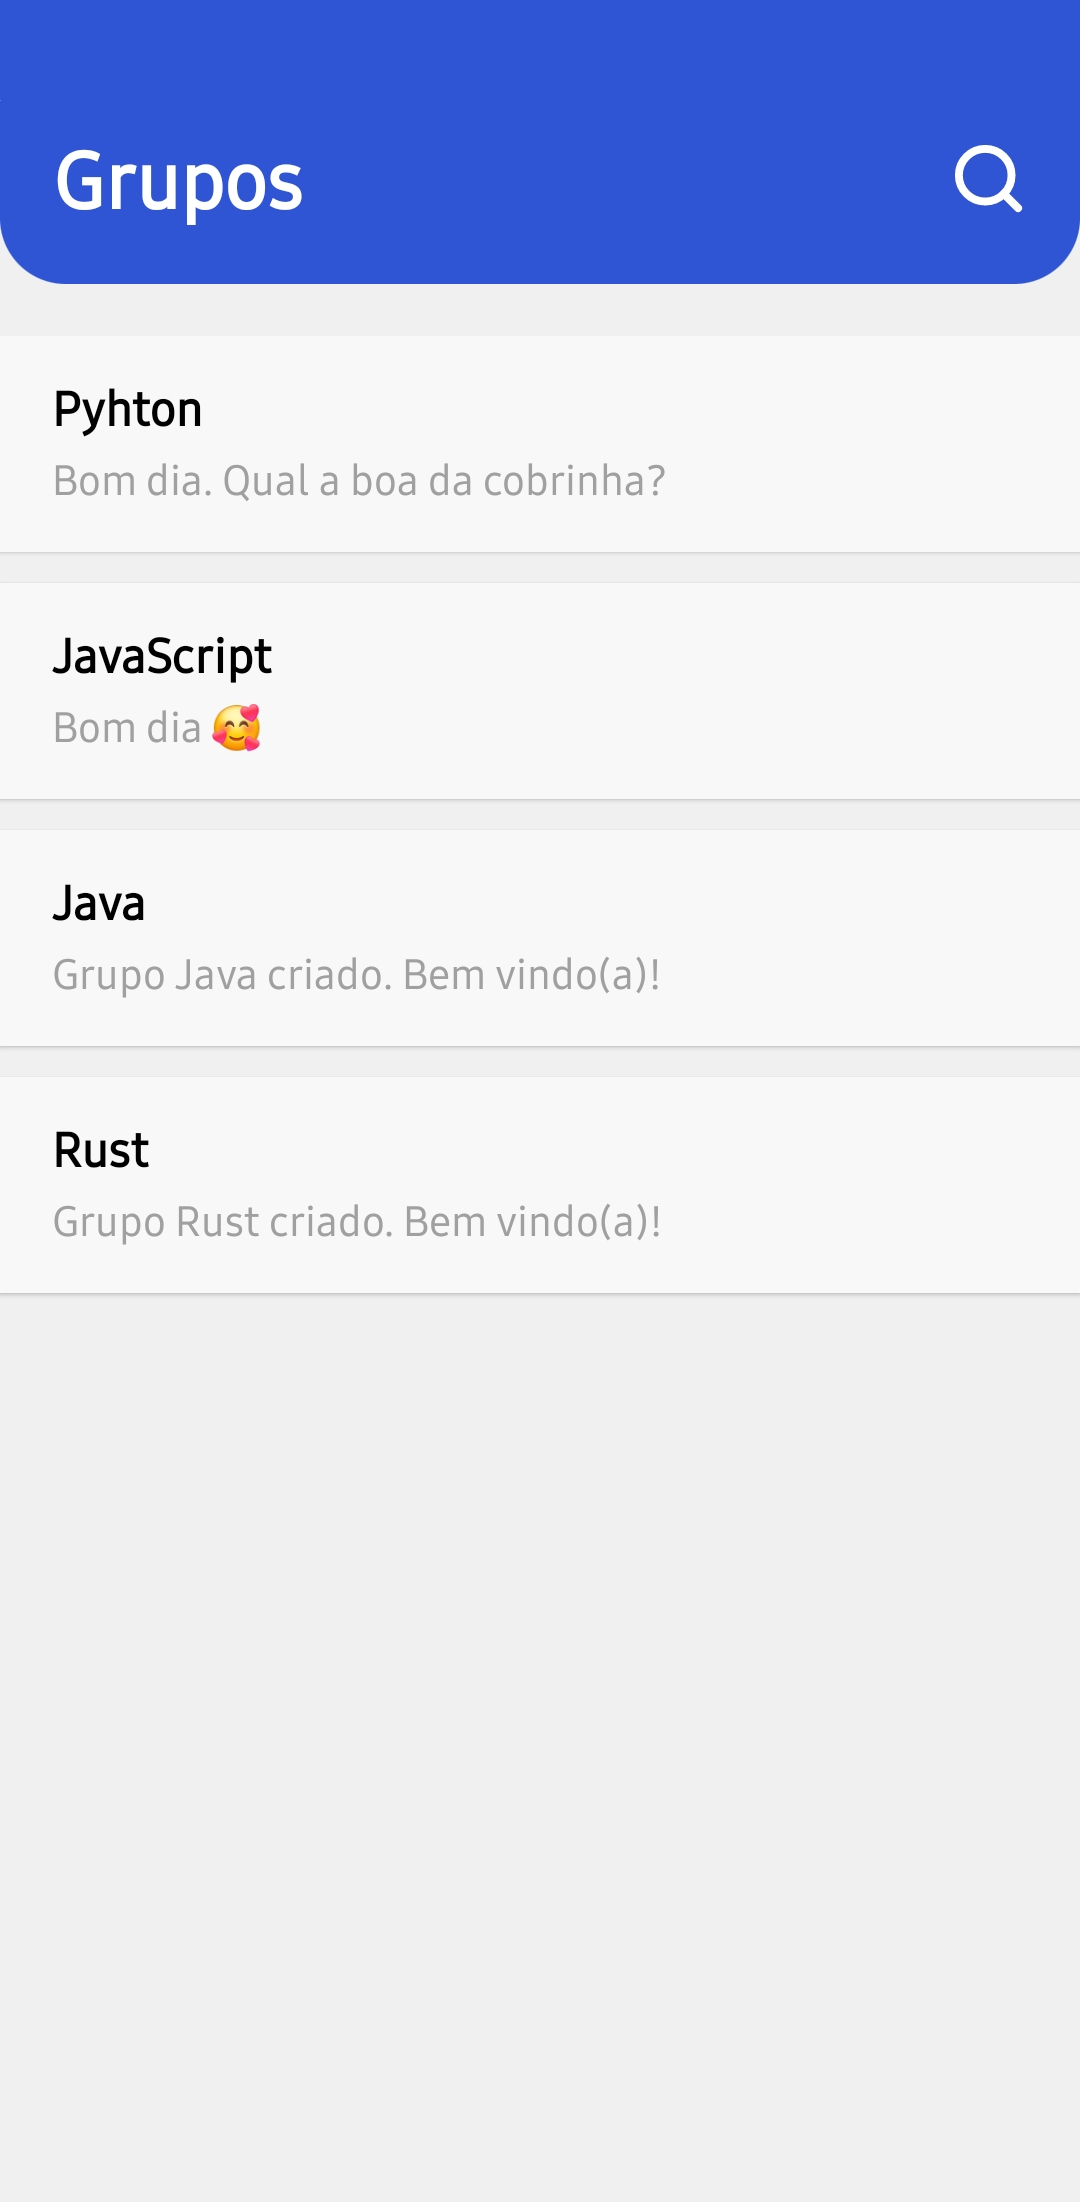 Grupos
Pyhton
Bom dia. Qual a boa da cobrinha?
JavaScript
Bom dia 🥰
Java
Grupo Java criado. Bem vindo(a)!
Rust
Grupo Rust criado. Bem vindo(a)!